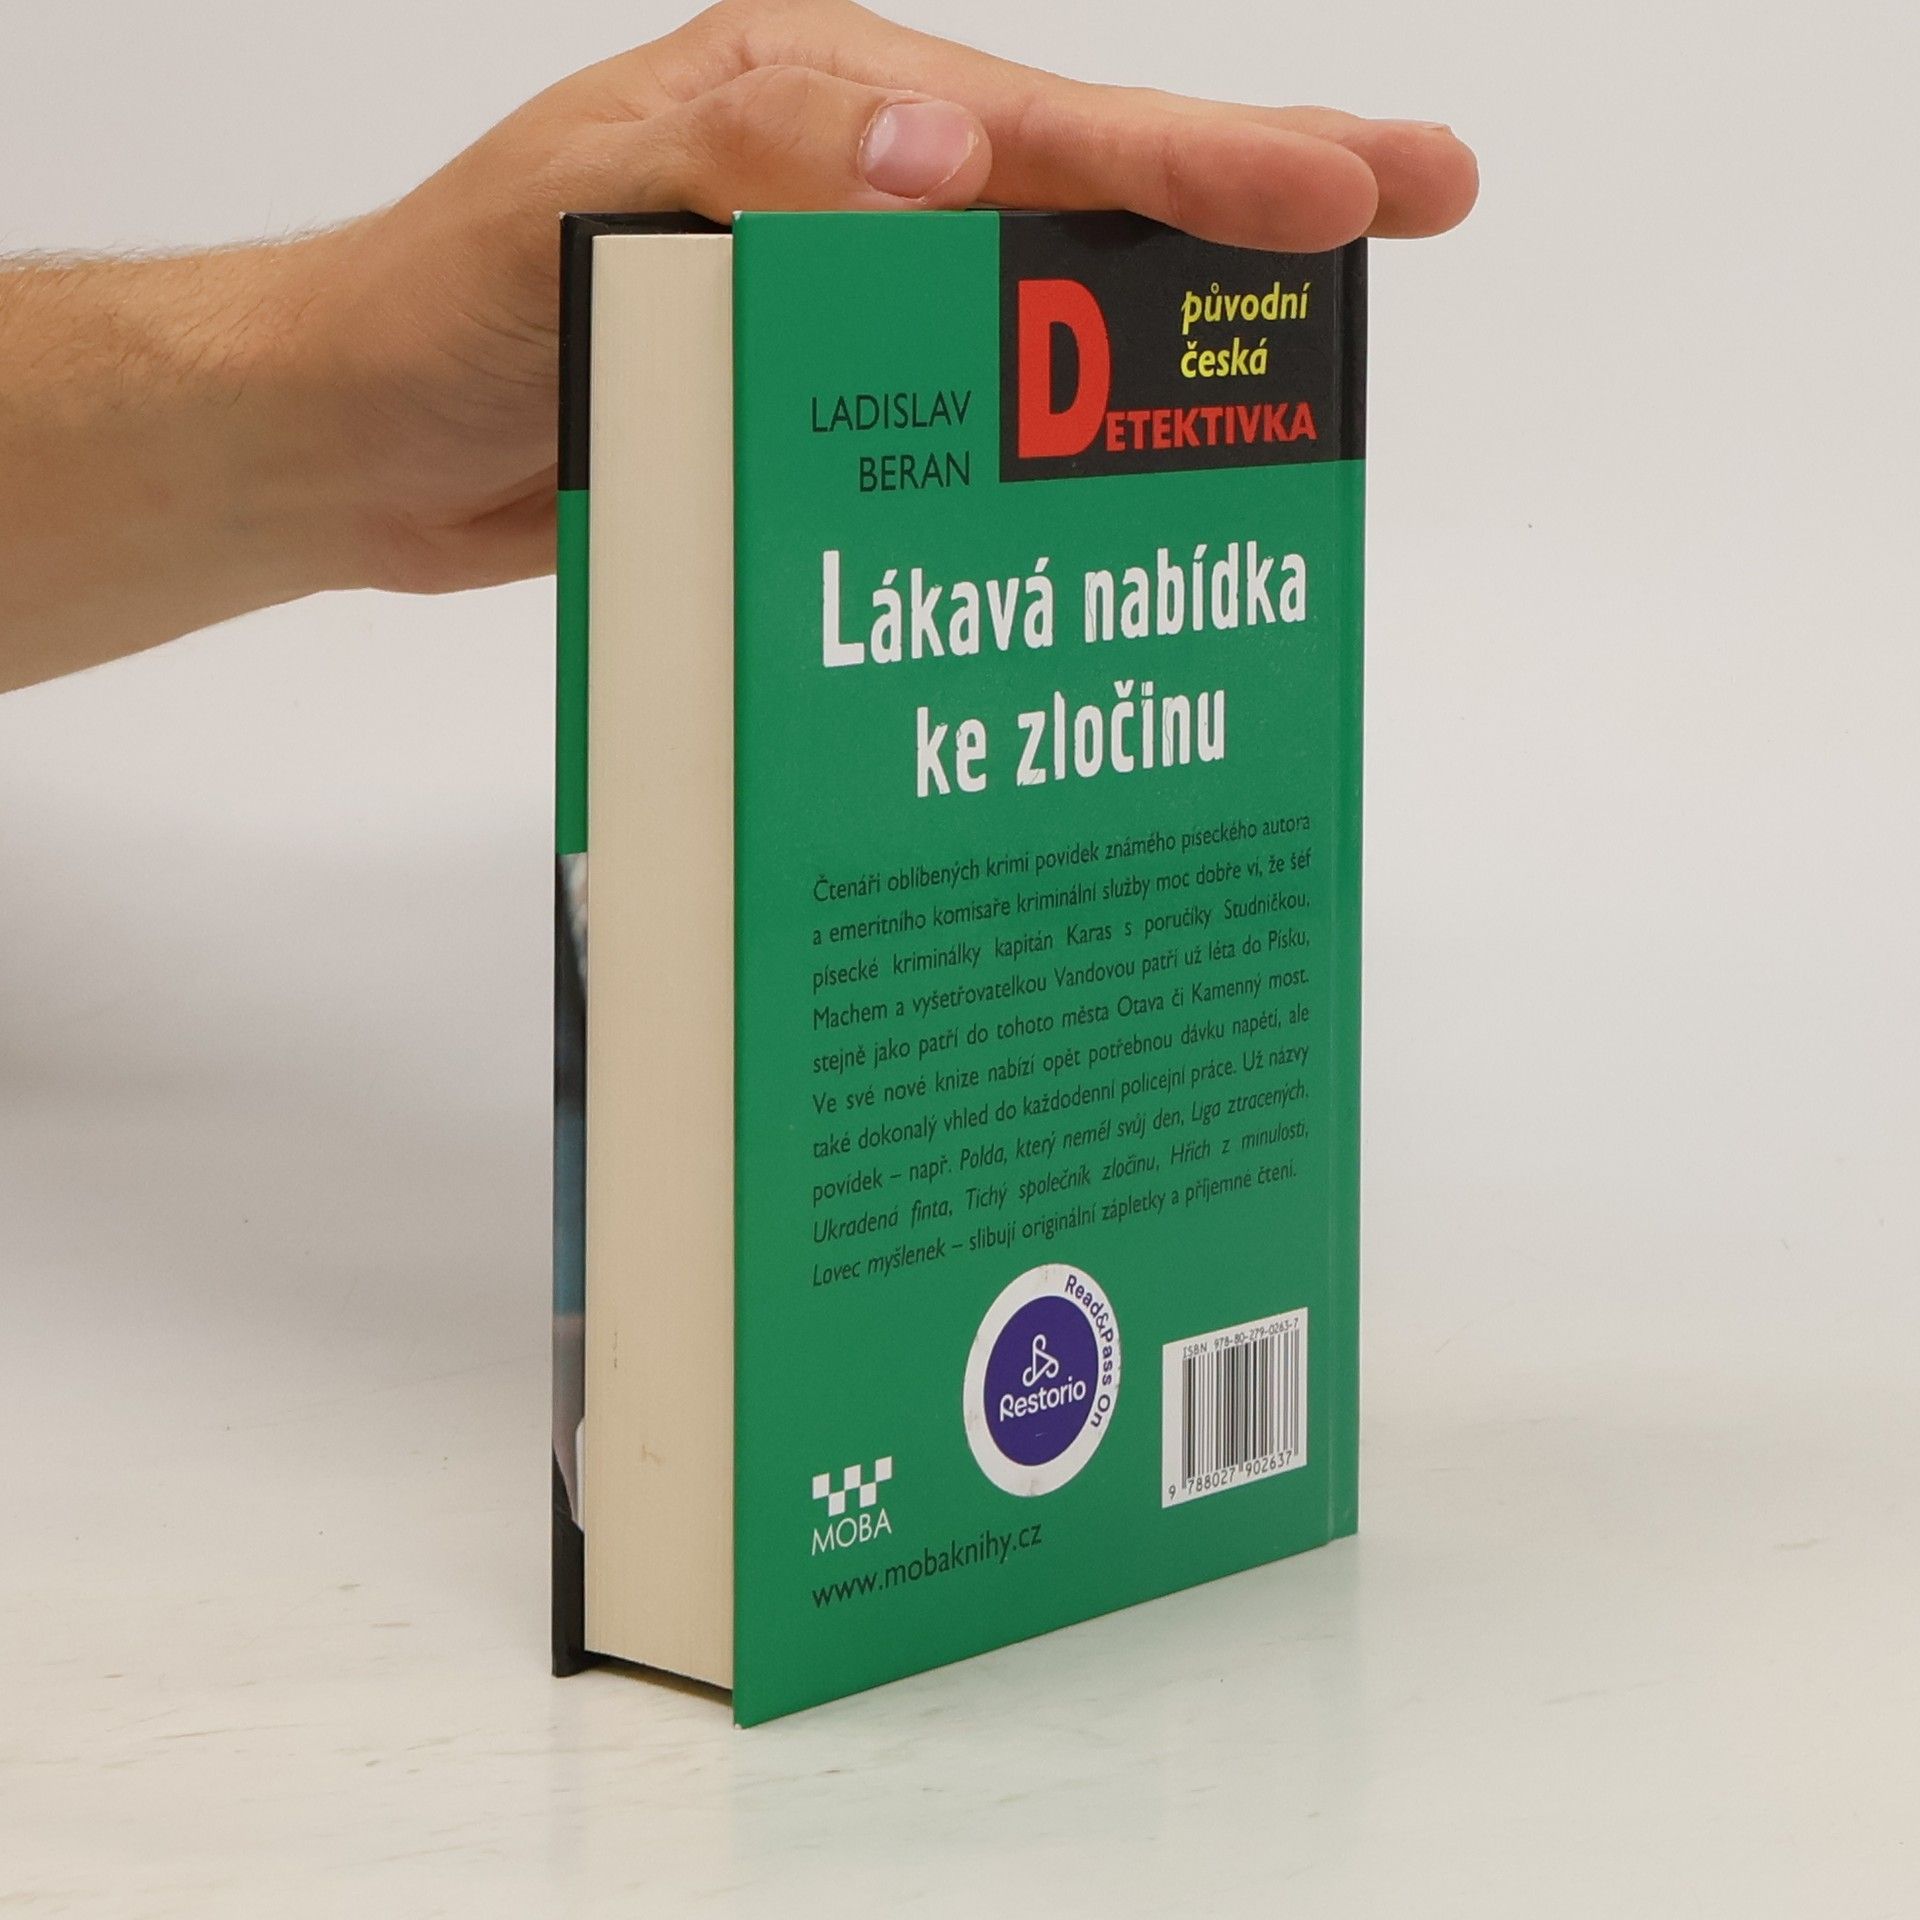 původní
česká
DETEKTIVKA
LADISLAV
BERAN
Lákavá nabídka
ke zločinu
Čtenáři oblíbených krimi povídek známého píseckého autora
a emeritního komisaře kriminální služby moc dobře ví, že šéf
písecké kriminálky kapitán Karas s poručíky Studničkou,
Machem a vyšetřovatelkou Vandovou patří už léta do Písku,
stejně jako patří do tohoto města Otava či Kamenný most.
Ve své nové knize nabízí opět potřebnou dávku napětí, ale
také dokonalý vhled do každodenní policejní práce. Už názvy
povídek – např. Polda, který neměl svůj den, Liga ztracených,
Ukradená finta, Tichý společník zločinu, Hřích z minulosti,
Lovec myšlenek – slibují originální zápletky a příjemné čtení.
Read&Pass On
Restorio
ISBN 978-80-279-0263-7
9 788027 902637
MOBA
www.mobaknihy.cz